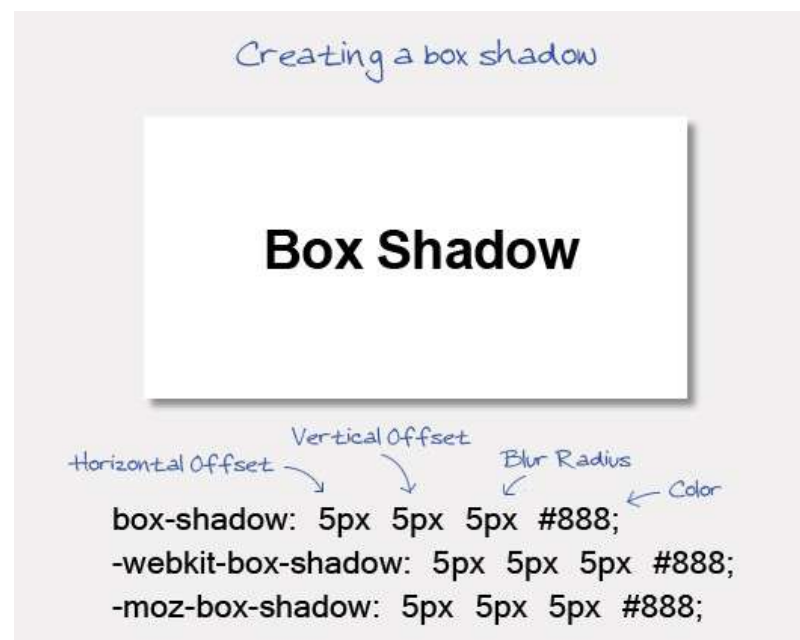 Creating a box shadow
Box Shadow
Vertical Offset
Horizontal Offset
Blur Radius
Color
box-shadow: 5px 5px 5px #888;
-webkit-box-shadow: 5px 5px 5px #888;
-moz-box-shadow: 5px 5px 5px #888;